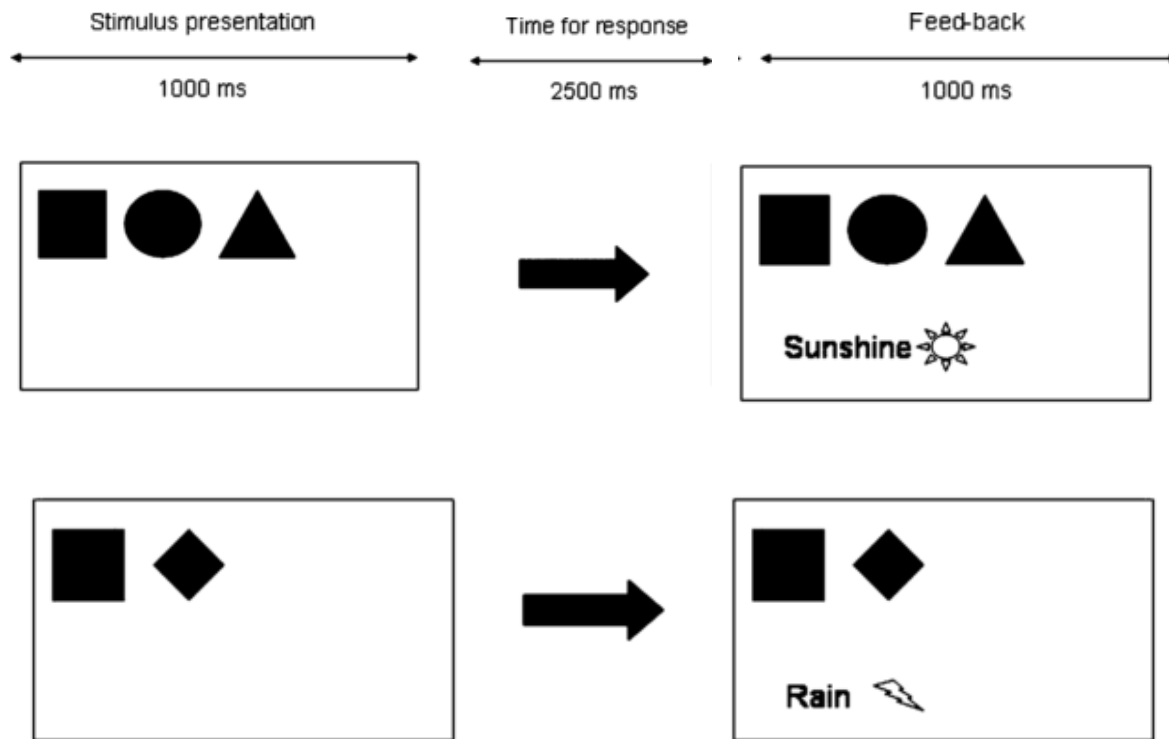 Stimulus presentation
Time for response
Feed-back
1000 ms
2500 ms
1000 ms
Sunshine
Rain